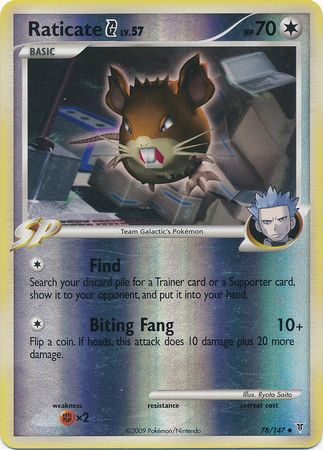 Raticate G LV.57 HP 70
BASIC
SP
Team Galactic's Pokémon
Find
Search your discard pile for a Trainer card or a Supporter card,
show it to your opponent, and put it into your hand.
Biting Fang 10+
Flip a coin. If heads, this attack does 10 damage plus 20 more
damage.
Illus. Ryoto Saito
weakness resistance retreat cost
×2
©2009 Pokémon/Nintendo 78/147